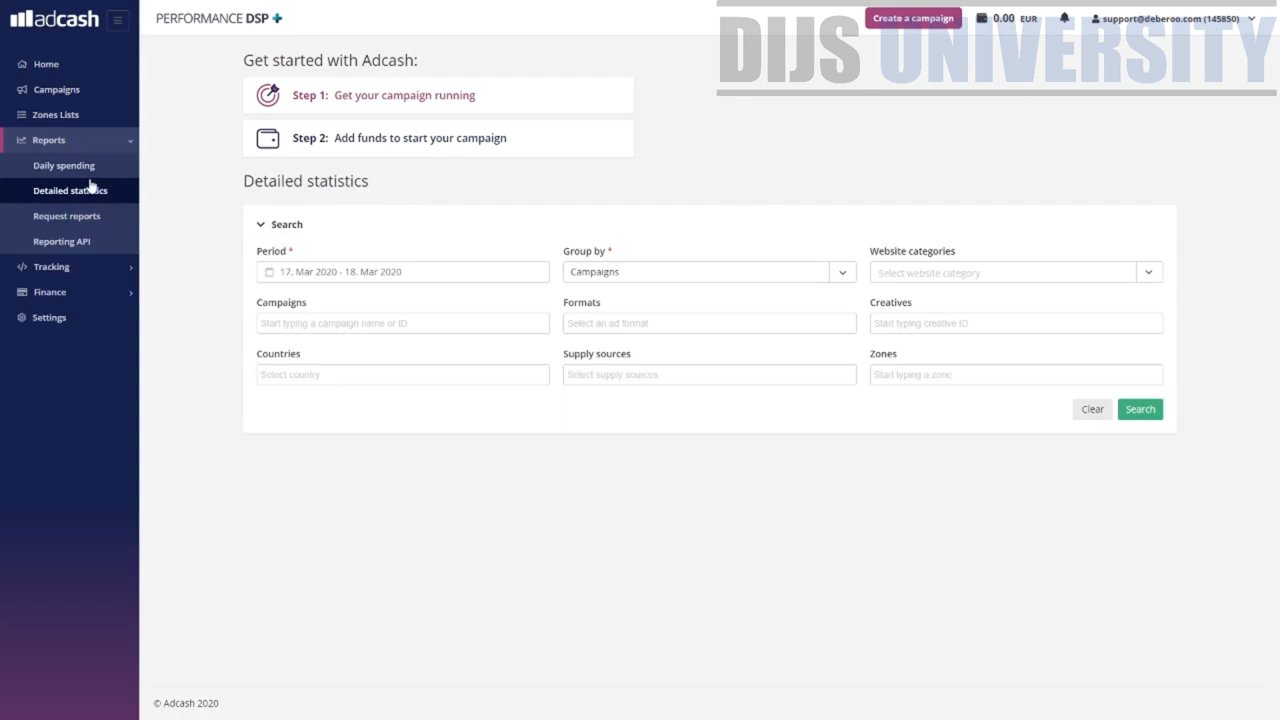 adcash
PERFORMANCE DSP
Create a campaign
0.00 EUR
support@deberoo.com (145850)
DIJS UNIVERSITY
Home
Campaigns
Zones Lists
Reports
Daily spending
Detailed statistics
Request reports
Reporting API
Tracking
Finance
Settings
Get started with Adcash:
Step 1: Get your campaign running
Step 2: Add funds to start your campaign
Detailed statistics
Search
Period *
Group by *
Website categories
17. Mar 2020 - 18. Mar 2020
Campaigns
Select website category
Campaigns
Formats
Creatives
Start typing a campaign name or ID
Select an ad format
Start typing creative ID
Countries
Supply sources
Zones
Select country
Select supply sources
Start typing a zone
Clear
Search
© Adcash 2020